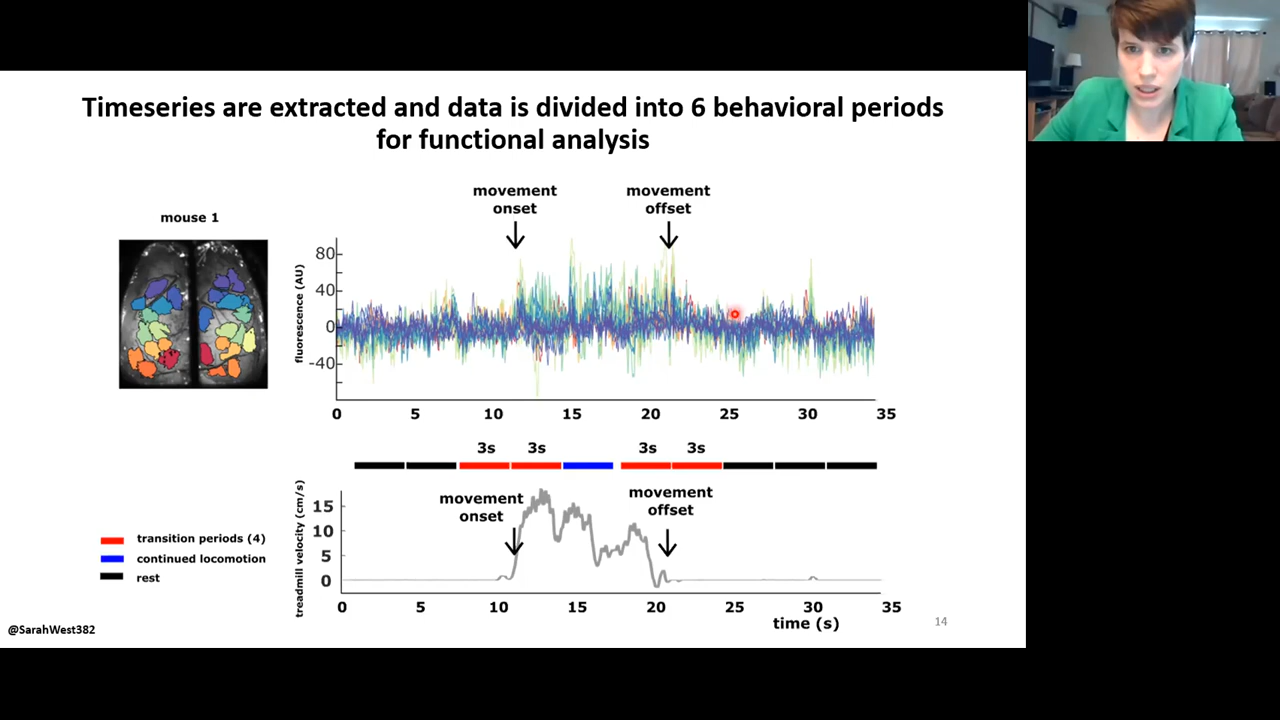 Timeseries are extracted and data is divided into 6 behavioral periods
for functional analysis
mouse 1
movement
onset
movement
offset
fluorescence (AU)
80
40
0
-40
0 5 10 15 20 25 30 35
3s 3s 3s 3s
movement
onset
movement
offset
treadmill velocity (cm/s)
15
10
5
0
0 5 10 15 20 25 30 35
time (s)
transition periods (4)
continued locomotion
rest
@SarahWest382
14